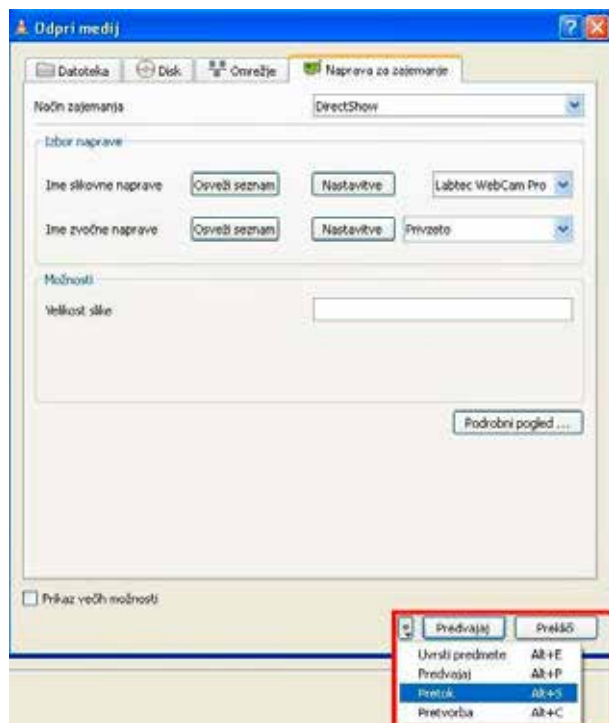 Odpri medij
Datoteka Disk Omrežje Naprava za zajemanje
Način zajemanja DirectShow
Izbor naprave
Ime slikovne naprave Osveži seznam Nastavitve Labtec WebCam Pro
Ime zvočne naprave Osveži seznam Nastavitve Privzeto
Možnosti
Velikost slike
Podrobni pogled ...
Prikaz večih možnosti
Predvajaj Prekliči
Uvrsti predmete Alt+E
Predvajaj Alt+P
Pretok Alt+S
Pretvorba Alt+C